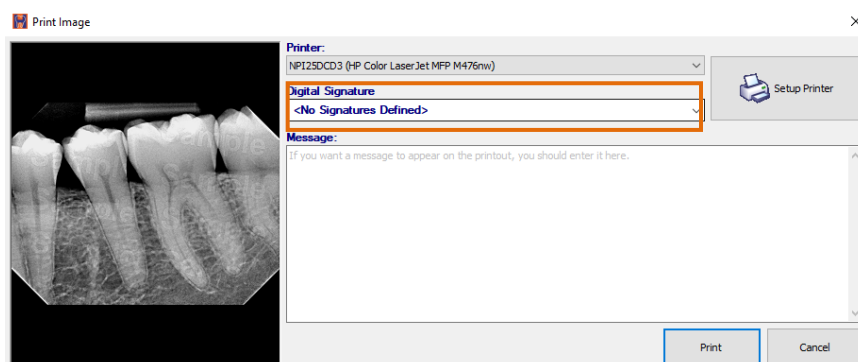 Print Image
Printer:
NPI25DCD3 (HP Color LaserJet MFP M476nw)
Setup Printer
Digital Signature
<No Signatures Defined>
Message:
If you want a message to appear on the printout, you should enter it here.
Print
Cancel